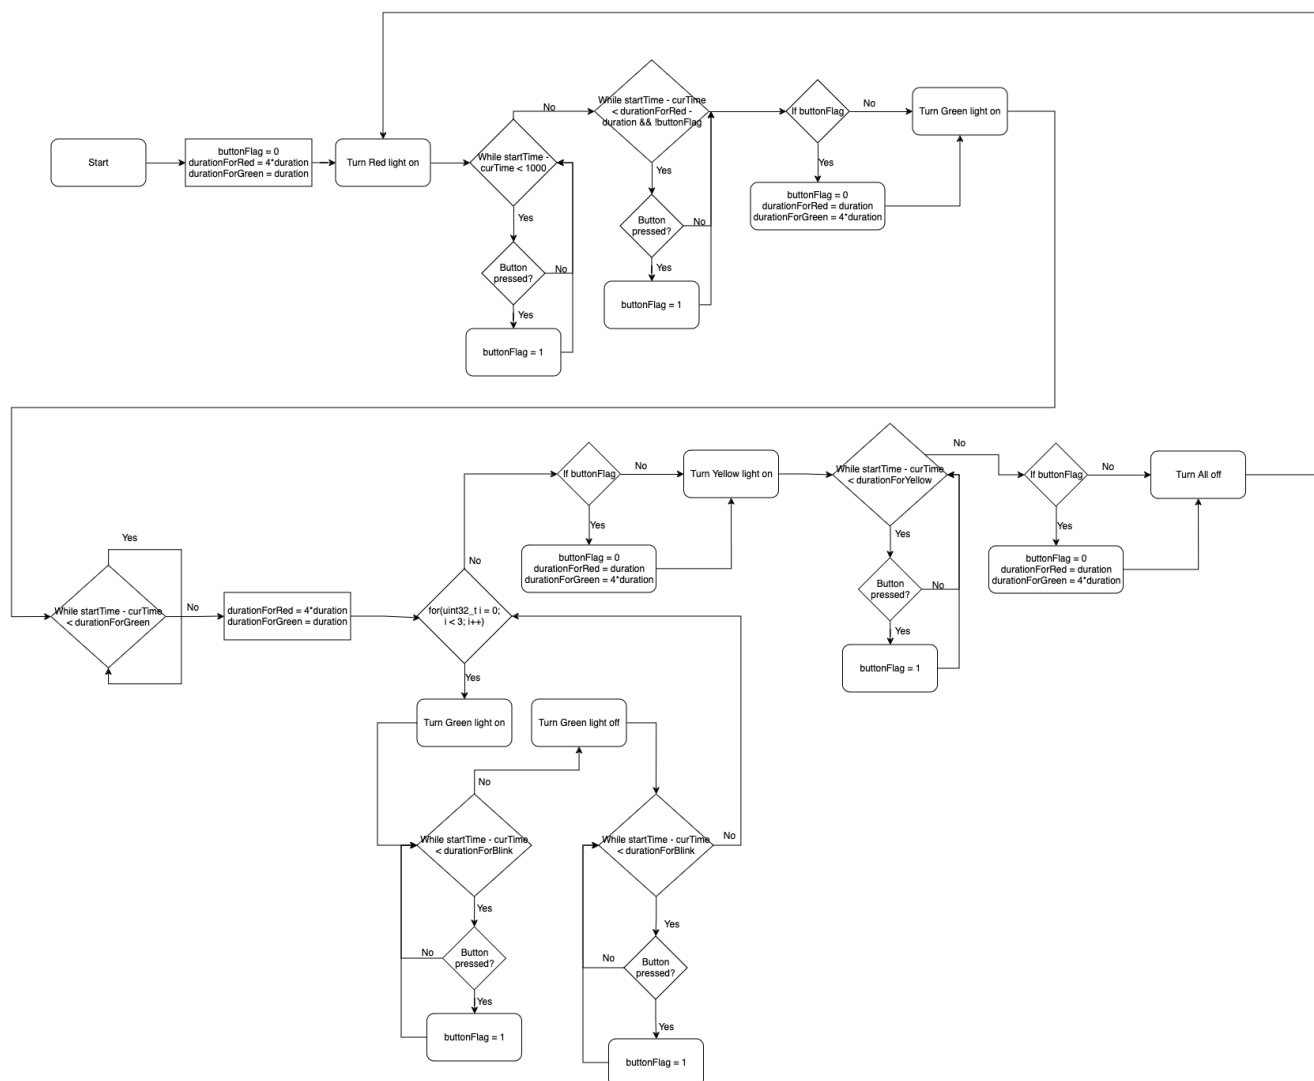 Start
buttonFlag = 0
durationForRed = 4*duration
durationForGreen = duration
Turn Red light on
While startTime -
curTime < 1000
No
Yes
Button
pressed?
No
Yes
buttonFlag = 1
While startTime - curTime
< durationForRed -
duration && !buttonFlag
Yes
Button
pressed?
No
Yes
buttonFlag = 1
If buttonFlag
No
Yes
buttonFlag = 0
durationForRed = duration
durationForGreen = 4*duration
Turn Green light on
Yes
While startTime - curTime
< durationForGreen
No
durationForRed = 4*duration
durationForGreen = duration
for(uint32_t i = 0;
i < 3; i++)
No
Yes
If buttonFlag
No
Yes
buttonFlag = 0
durationForRed = duration
durationForGreen = 4*duration
Turn Yellow light on
While startTime - curTime
< durationForYellow
No
Yes
Button
pressed?
No
Yes
buttonFlag = 1
If buttonFlag
No
Yes
buttonFlag = 0
durationForRed = duration
durationForGreen = 4*duration
Turn All off
Turn Green light on
No
While startTime - curTime
< durationForBlink
Yes
Button
pressed?
No
Yes
buttonFlag = 1
Turn Green light off
While startTime - curTime
< durationForBlink
No
Yes
Button
pressed?
No
Yes
buttonFlag = 1